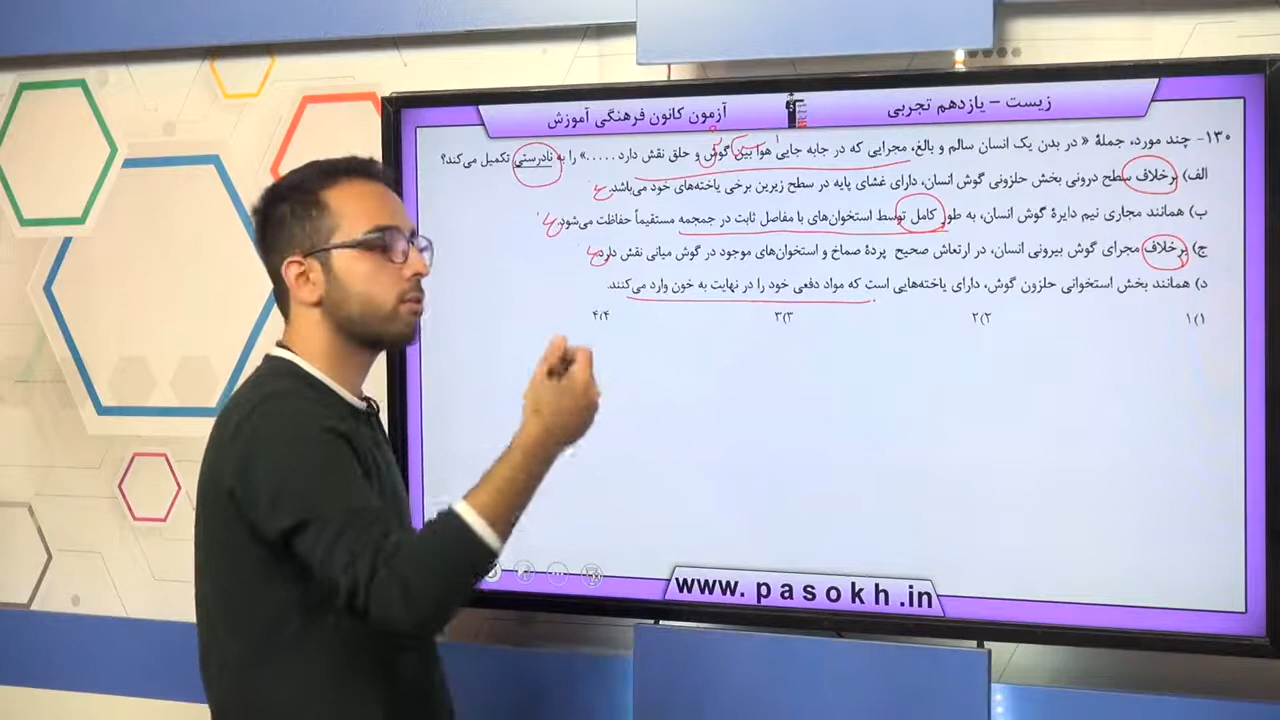 زیست - یازدهم تجربی
آزمون کانون فرهنگی آموزش
۱۳۰- چند مورد، جملهٔ « در بدن یک انسان سالم و بالغ، مجرایی که در جابه جایی هوا بین گوش و حلق نقش دارد .....» را به نادرستی تکمیل می‌کند؟
الف) برخلاف سطح درونی بخش حلزونی گوش انسان، دارای غشای پایه در سطح زیرین برخی یاخته‌های خود می‌باشد.
ب) همانند مجاری نیم دایرهٔ گوش انسان، به طور کامل توسط استخوان‌های با مفاصل ثابت در جمجمه مستقیماً حفاظت می‌شود.
ج) برخلاف مجرای گوش بیرونی انسان، در ارتعاش صحیح پردهٔ صماخ و استخوان‌های موجود در گوش میانی نقش دارد.
د) همانند بخش استخوانی حلزون گوش، دارای یاخته‌هایی است که مواد دفعی خود را در نهایت به خون وارد می‌کنند.
۱)۱ ۲)۲ ۳)۳ ۴)۴
www.pasokh.in